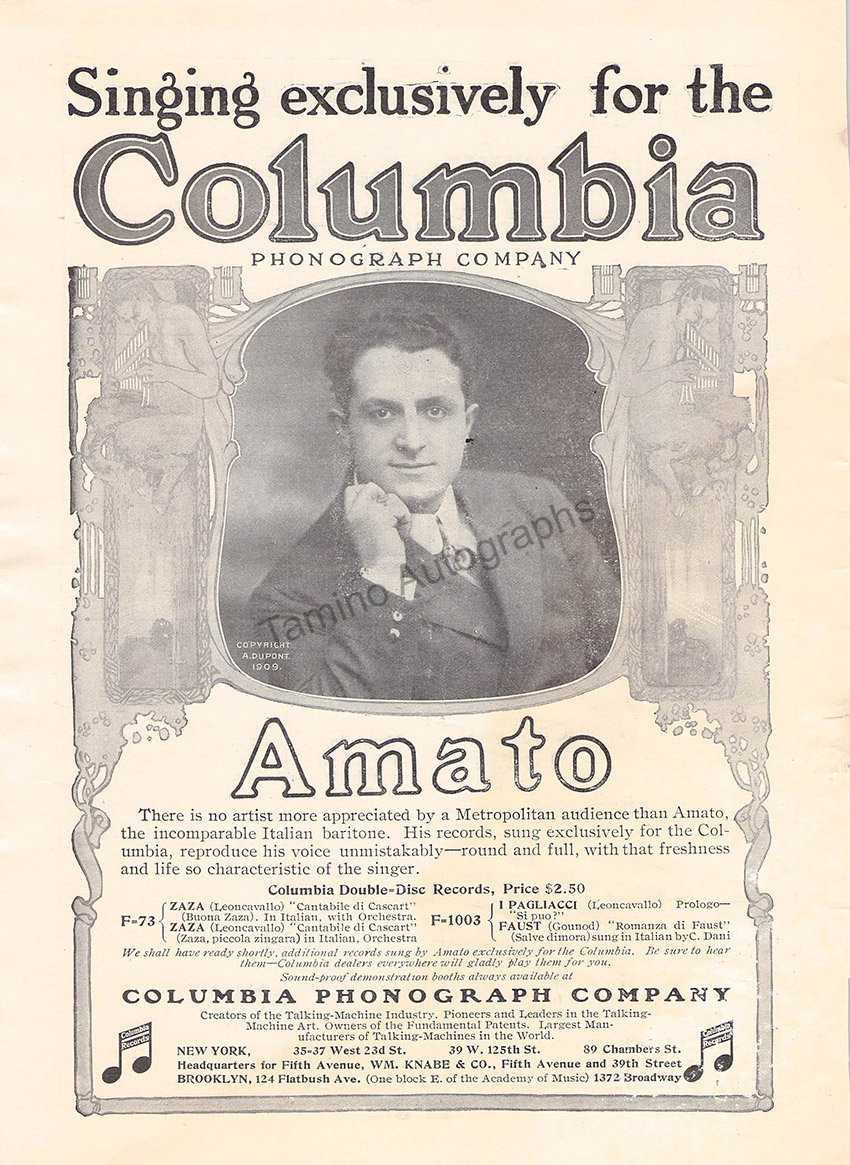 Singing exclusively for the
Columbia
PHONOGRAPH COMPANY
Tamino Autographs
COPYRIGHT
A. DUPONT.
1909.
Amato
There is no artist more appreciated by a Metropolitan audience than Amato,
the incomparable Italian baritone. His records, sung exclusively for the Col-
umbia, reproduce his voice unmistakably—round and full, with that freshness
and life so characteristic of the singer.
Columbia Double=Disc Records, Price $2.50
F=73
ZAZA (Leoncavallo) "Cantabile di Cascart"
(Buona Zaza). In Italian, with Orchestra.
ZAZA (Leoncavallo) "Cantabile di Cascart"
(Zaza, piccola zingara) in Italian, Orchestra
F=1003
I PAGLIACCI (Leoncavallo) Prologo—
"Si puo?"
FAUST (Gounod) "Romanza di Faust"
(Salve dimora) sung in Italian by C. Dani
We shall have ready shortly, additional records sung by Amato exclusively for the Columbia. Be sure to hear
them—Columbia dealers everywhere will gladly play them for you.
Sound-proof demonstration booths always available at
COLUMBIA PHONOGRAPH COMPANY
Creators of the Talking-Machine Industry. Pioneers and Leaders in the Talking-
Machine Art. Owners of the Fundamental Patents. Largest Man-
ufacturers of Talking-Machines in the World.
Columbia
Records
Columbia
Records
NEW YORK, 35=37 West 23d St. 39 W. 125th St. 89 Chambers St.
Headquarters for Fifth Avenue, WM. KNABE & CO., Fifth Avenue and 39th Street
BROOKLYN, 124 Flatbush Ave. (One block E. of the Academy of Music) 1372 Broadway